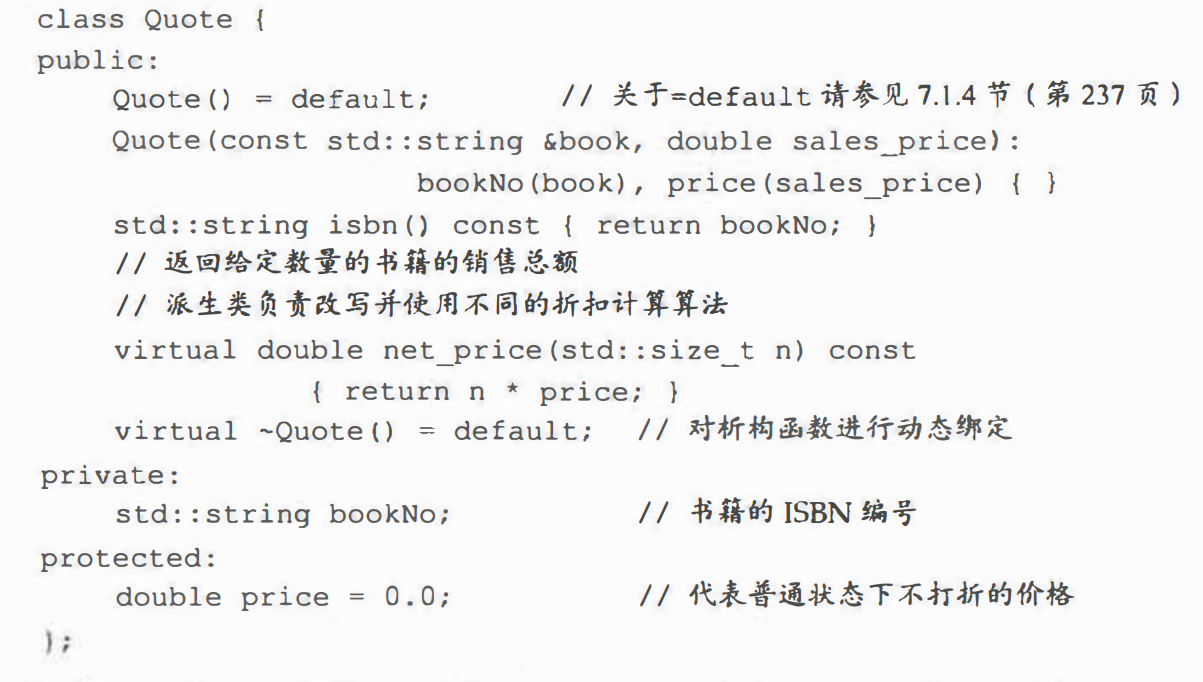 class Quote {
public:
Quote() = default; // 关于=default 请参见 7.1.4 节（第 237 页）
Quote(const std::string &book, double sales_price):
bookNo(book), price(sales_price) { }
std::string isbn() const { return bookNo; }
// 返回给定数量的书籍的销售总额
// 派生类负责改写并使用不同的折扣计算算法
virtual double net_price(std::size_t n) const
{ return n * price; }
virtual ~Quote() = default; // 对析构函数进行动态绑定
private:
std::string bookNo; // 书籍的 ISBN 编号
protected:
double price = 0.0; // 代表普通状态下不打折的价格
};